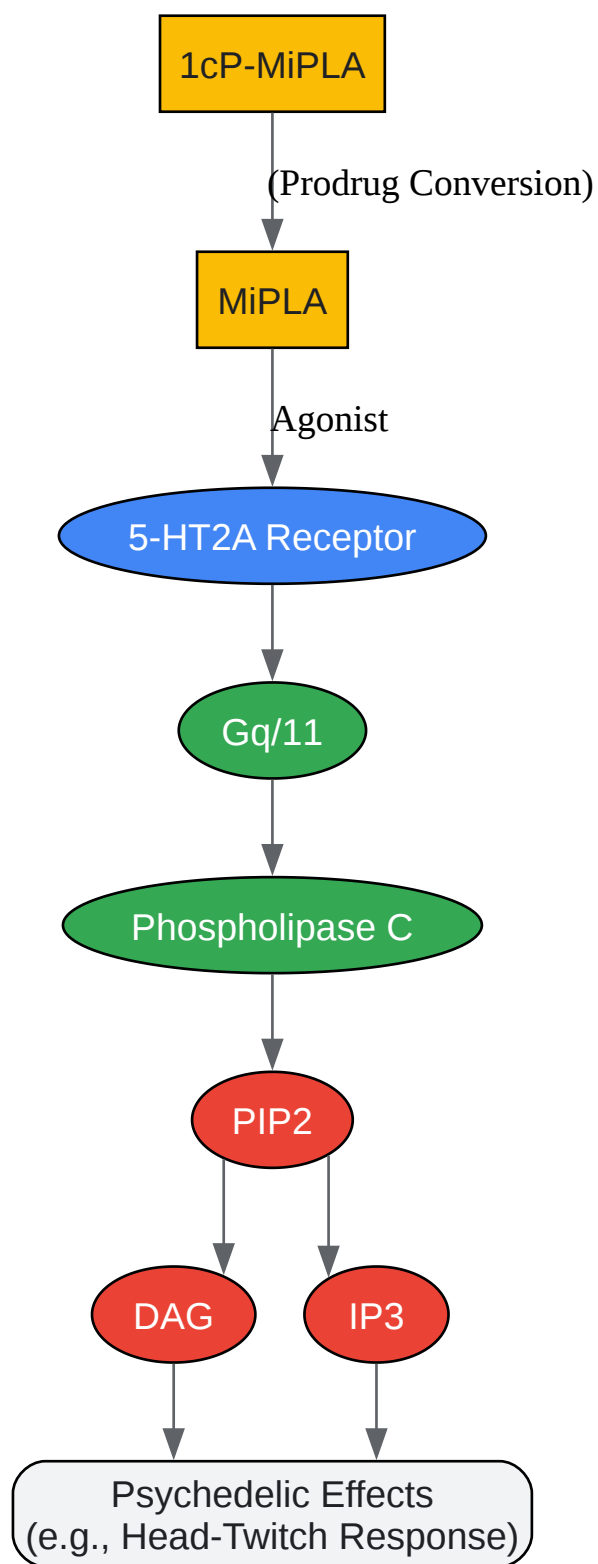 1cP-MiPLA
(Prodrug Conversion)
MiPLA
Agonist
5-HT2A Receptor
Gq/11
Phospholipase C
PIP2
DAG
IP3
Psychedelic Effects
(e.g., Head-Twitch Response)